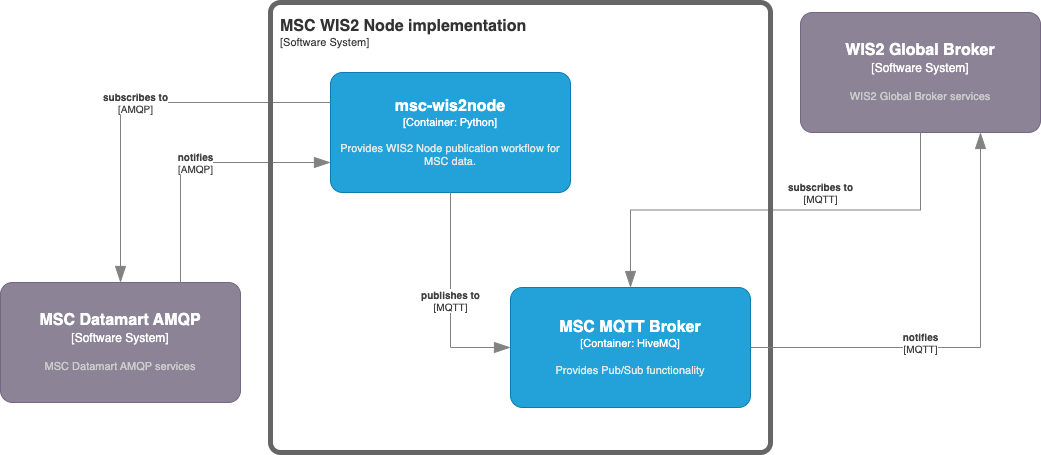 MSC WIS2 Node implementation
[Software System]
WIS2 Global Broker
[Software System]
WIS2 Global Broker services
msc-wis2node
[Container: Python]
Provides WIS2 Node publication workflow for
MSC data.
subscribes to
[AMQP]
notifies
[AMQP]
subscribes to
[MQTT]
publishes to
[MQTT]
MSC Datamart AMQP
[Software System]
MSC Datamart AMQP services
MSC MQTT Broker
[Container: HiveMQ]
Provides Pub/Sub functionality
notifies
[MQTT]